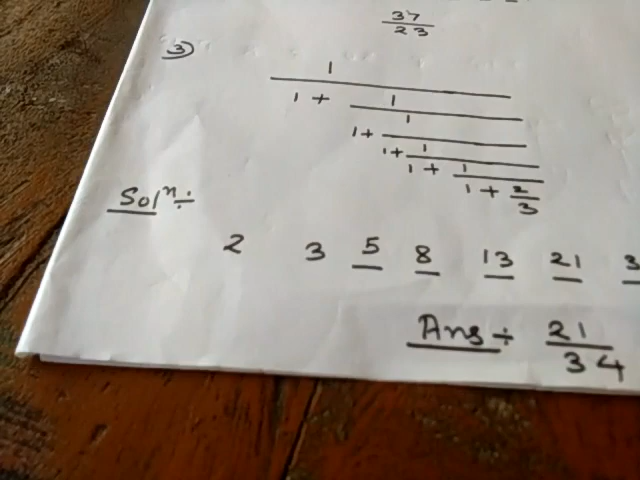 37
23
3)
1
1 + 1
1
1+
1+ 1
1 + 1
1 + 2
3
Solⁿ÷
2 3 5 8 13 21 3
Ans÷ 21
34